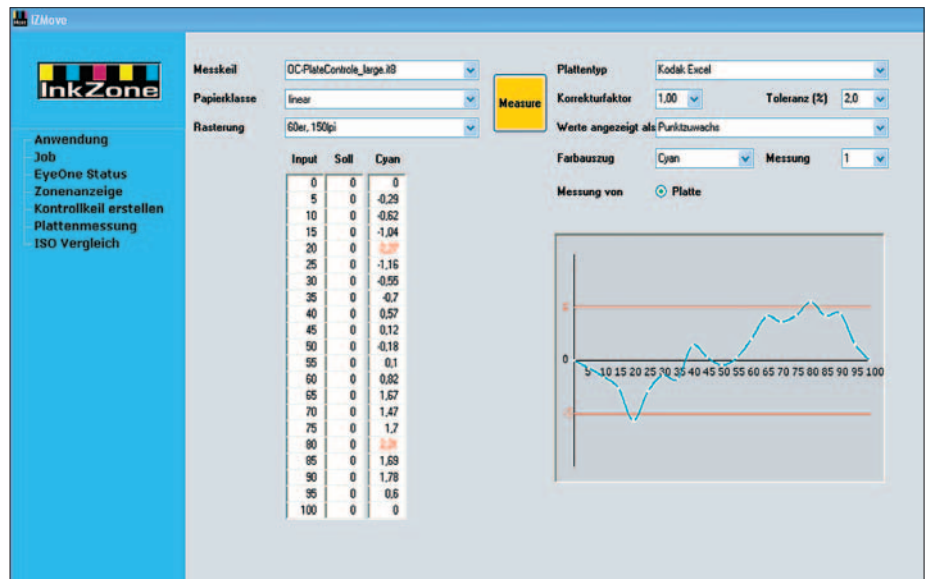 IZMovo
InkZone
Anwendung
Job
EyeOne Status
Zonenanzeige
Kontrollkeil erstellen
Plattenmessung
ISO Vergleich
Messkeil OC-PlateControle_large.it8
Papierklasse linear
Rasterung 60er, 150lpi
Measure
Plattentyp Kodak Excel
Korrekturfaktor 1,00 Toleranz (%) 2,0
Werte angezeigt als Punktzuwachs
Farbauszug Cyan Messung 1
Messung von Platte
Input Soll Cyan
0 0 0
5 0 -0,29
10 0 -0,62
15 0 -1,04
20 0
25 0 -1,16
30 0 -0,55
35 0 -0,7
40 0 0,57
45 0 0,12
50 0 -0,18
55 0 0,1
60 0 0,82
65 0 1,67
70 0 1,47
75 0 1,7
80 0
85 0 1,69
90 0 1,78
95 0 0,6
100 0 0
0
5 10 15 20 25 30 35 40 45 50 55 60 65 70 75 80 85 90 95 100